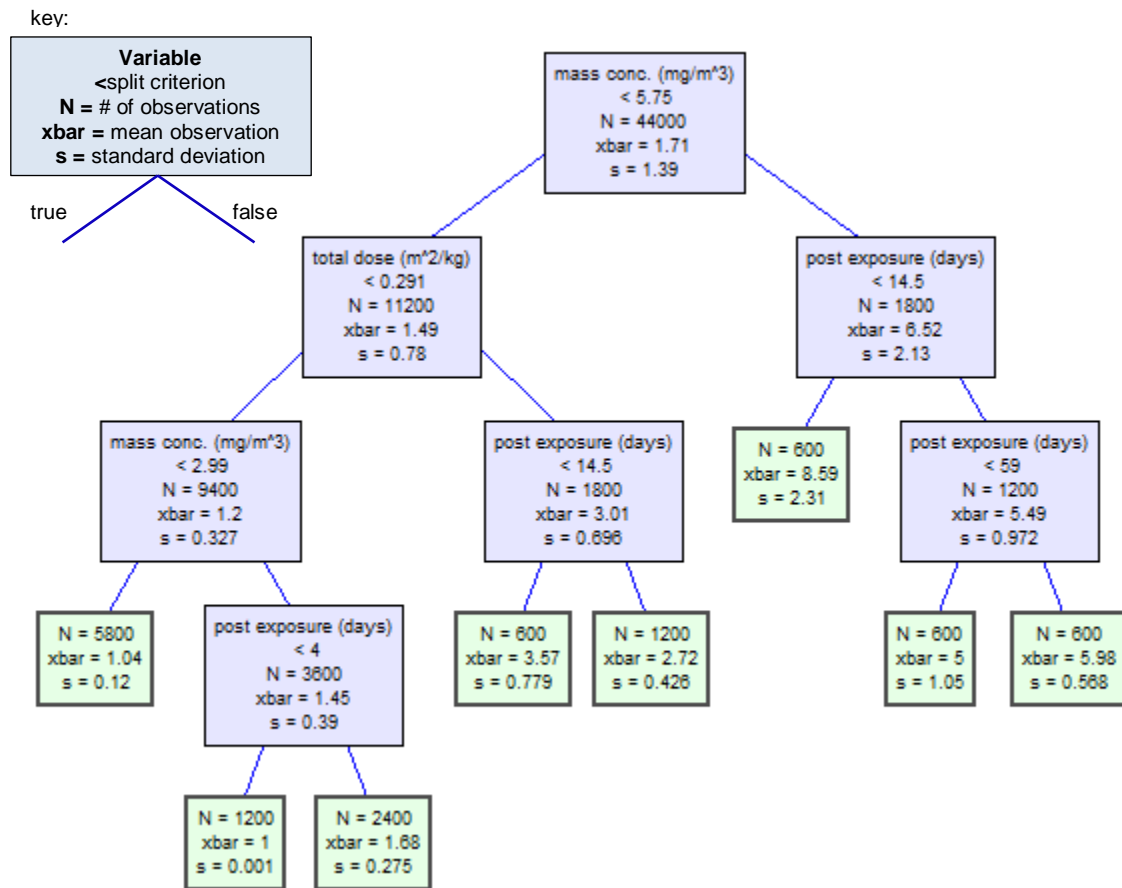 key:
Variable
<split criterion
N = # of observations
xbar = mean observation
s = standard deviation
true
false
mass conc. (mg/m^3)
< 5.75
N = 44000
xbar = 1.71
s = 1.39
total dose (m^2/kg)
< 0.291
N = 11200
xbar = 1.49
s = 0.78
post exposure (days)
< 14.5
N = 1800
xbar = 6.52
s = 2.13
mass conc. (mg/m^3)
< 2.99
N = 9400
xbar = 1.2
s = 0.327
post exposure (days)
< 14.5
N = 1800
xbar = 3.01
s = 0.696
N = 600
xbar = 8.59
s = 2.31
post exposure (days)
< 59
N = 1200
xbar = 5.49
s = 0.972
N = 5800
xbar = 1.04
s = 0.12
post exposure (days)
< 4
N = 3600
xbar = 1.45
s = 0.39
N = 600
xbar = 3.57
s = 0.779
N = 1200
xbar = 2.72
s = 0.426
N = 600
xbar = 5
s = 1.05
N = 600
xbar = 5.98
s = 0.568
N = 1200
xbar = 1
s = 0.001
N = 2400
xbar = 1.68
s = 0.275